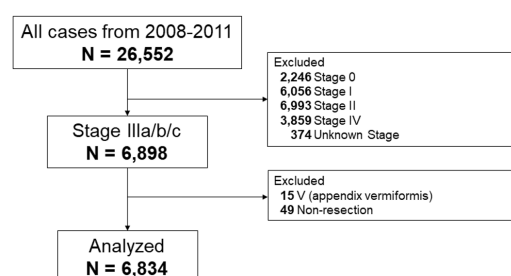 All cases from 2008-2011
N = 26,552
Excluded
2,246 Stage 0
6,056 Stage I
6,993 Stage II
3,859 Stage IV
374 Unknown Stage
Stage IIIa/b/c
N = 6,898
Excluded
15 V (appendix vermiformis)
49 Non-resection
Analyzed
N = 6,834